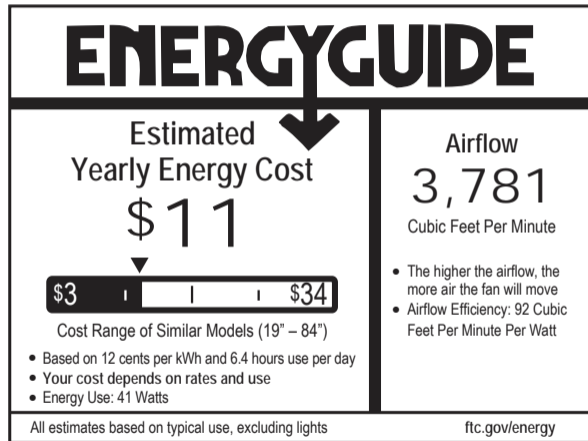 ENERGYGUIDE
Estimated
Yearly Energy Cost
$11
$3 $34
Cost Range of Similar Models (19” – 84”)
• Based on 12 cents per kWh and 6.4 hours use per day
• Your cost depends on rates and use
• Energy Use: 41 Watts
Airflow
3,781
Cubic Feet Per Minute
• The higher the airflow, the
more air the fan will move
• Airflow Efficiency: 92 Cubic
Feet Per Minute Per Watt
All estimates based on typical use, excluding lights
ftc.gov/energy